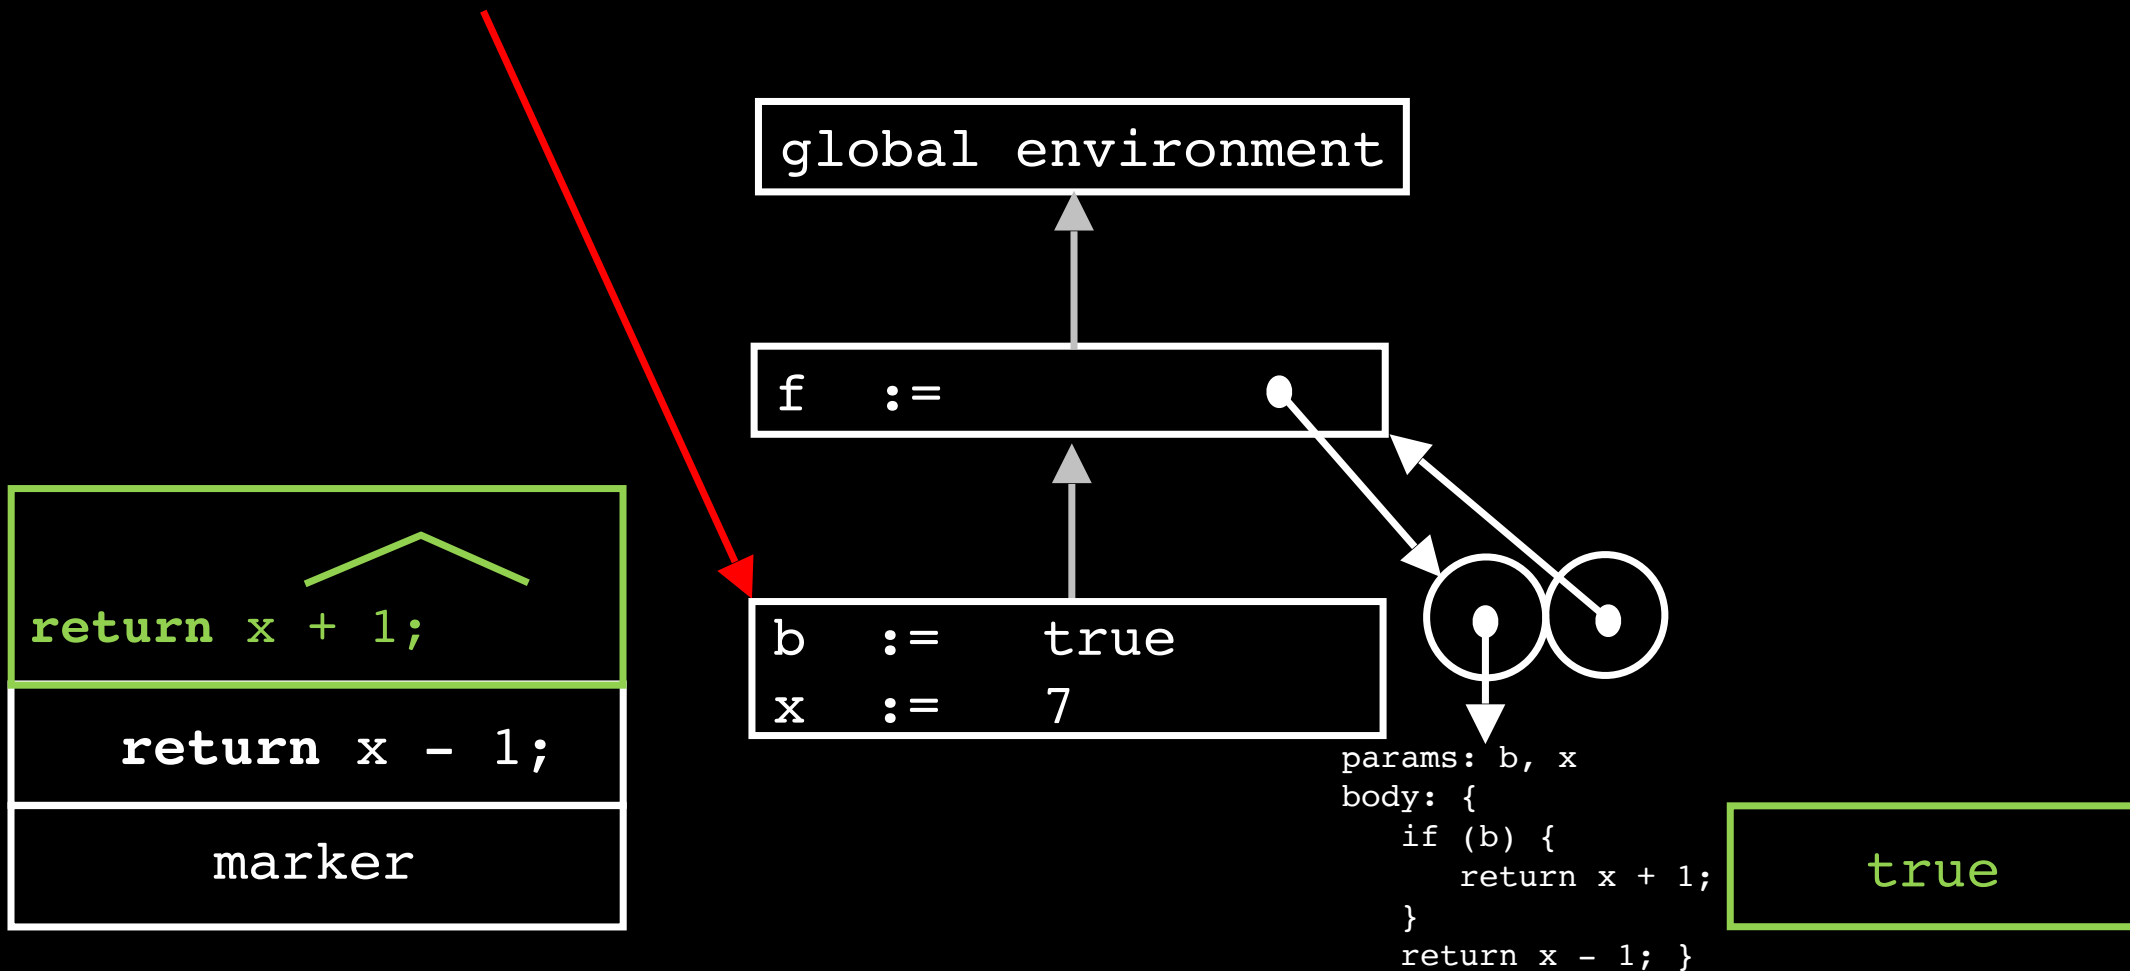 global environment
f :=
return x + 1;
return x - 1;
marker
b := true
x := 7
params: b, x
body: {
if (b) {
return x + 1;
}
return x - 1; }
true